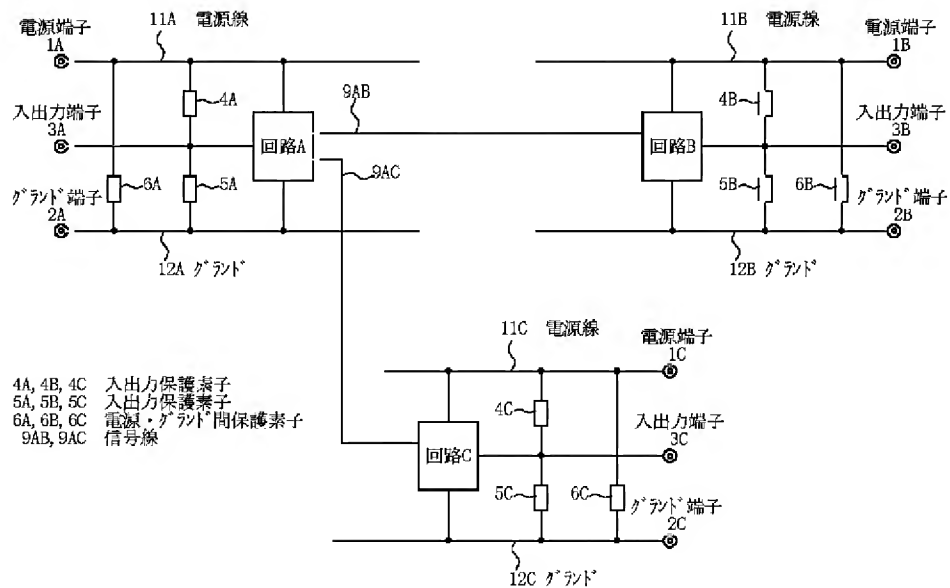 電源端子
1A
11A 電源線
4A
入出力端子
3A
回路A
9AB
9AC
6A
5A
グランド端子
2A
12A グランド
11B 電源線
電源端子
1B
4B
入出力端子
3B
回路B
5B
6B
グランド端子
2B
12B グランド
11C 電源線
電源端子
1C
4C
入出力端子
3C
回路C
5C
6C
グランド端子
2C
12C グランド
4A, 4B, 4C 入出力保護素子
5A, 5B, 5C 入出力保護素子
6A, 6B, 6C 電源・グランド間保護素子
9AB, 9AC 信号線